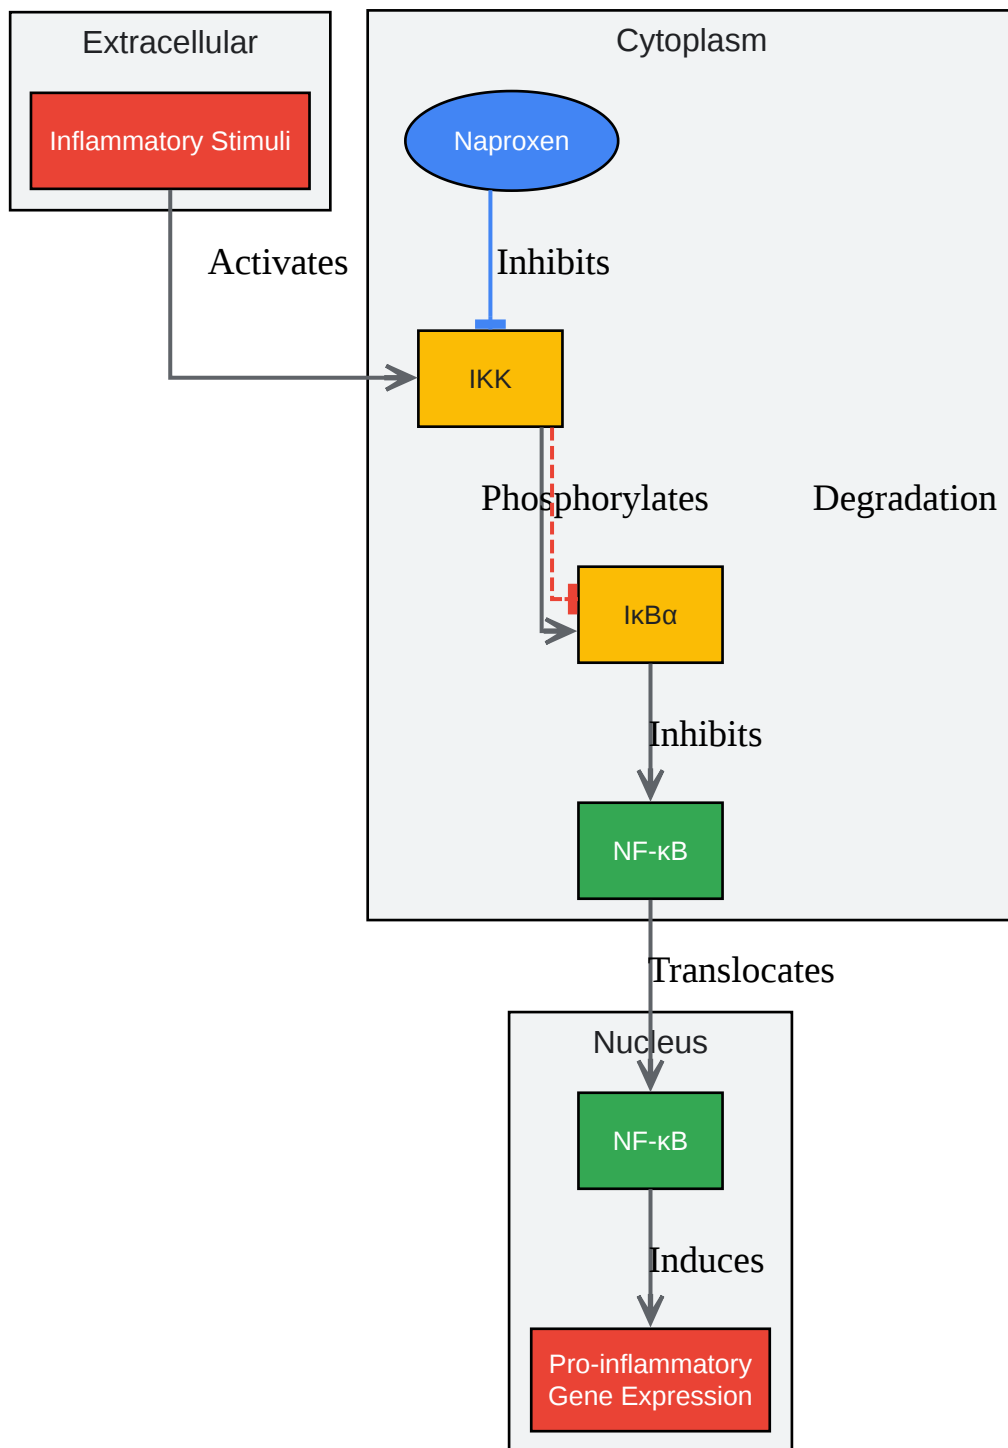 Extracellular
Cytoplasm
Inflammatory Stimuli
Naproxen
Activates
Inhibits
IKK
Phosphorylates
Degradation
IκBα
Inhibits
NF-κB
Translocates
Nucleus
NF-κB
Induces
Pro-inflammatory
Gene Expression